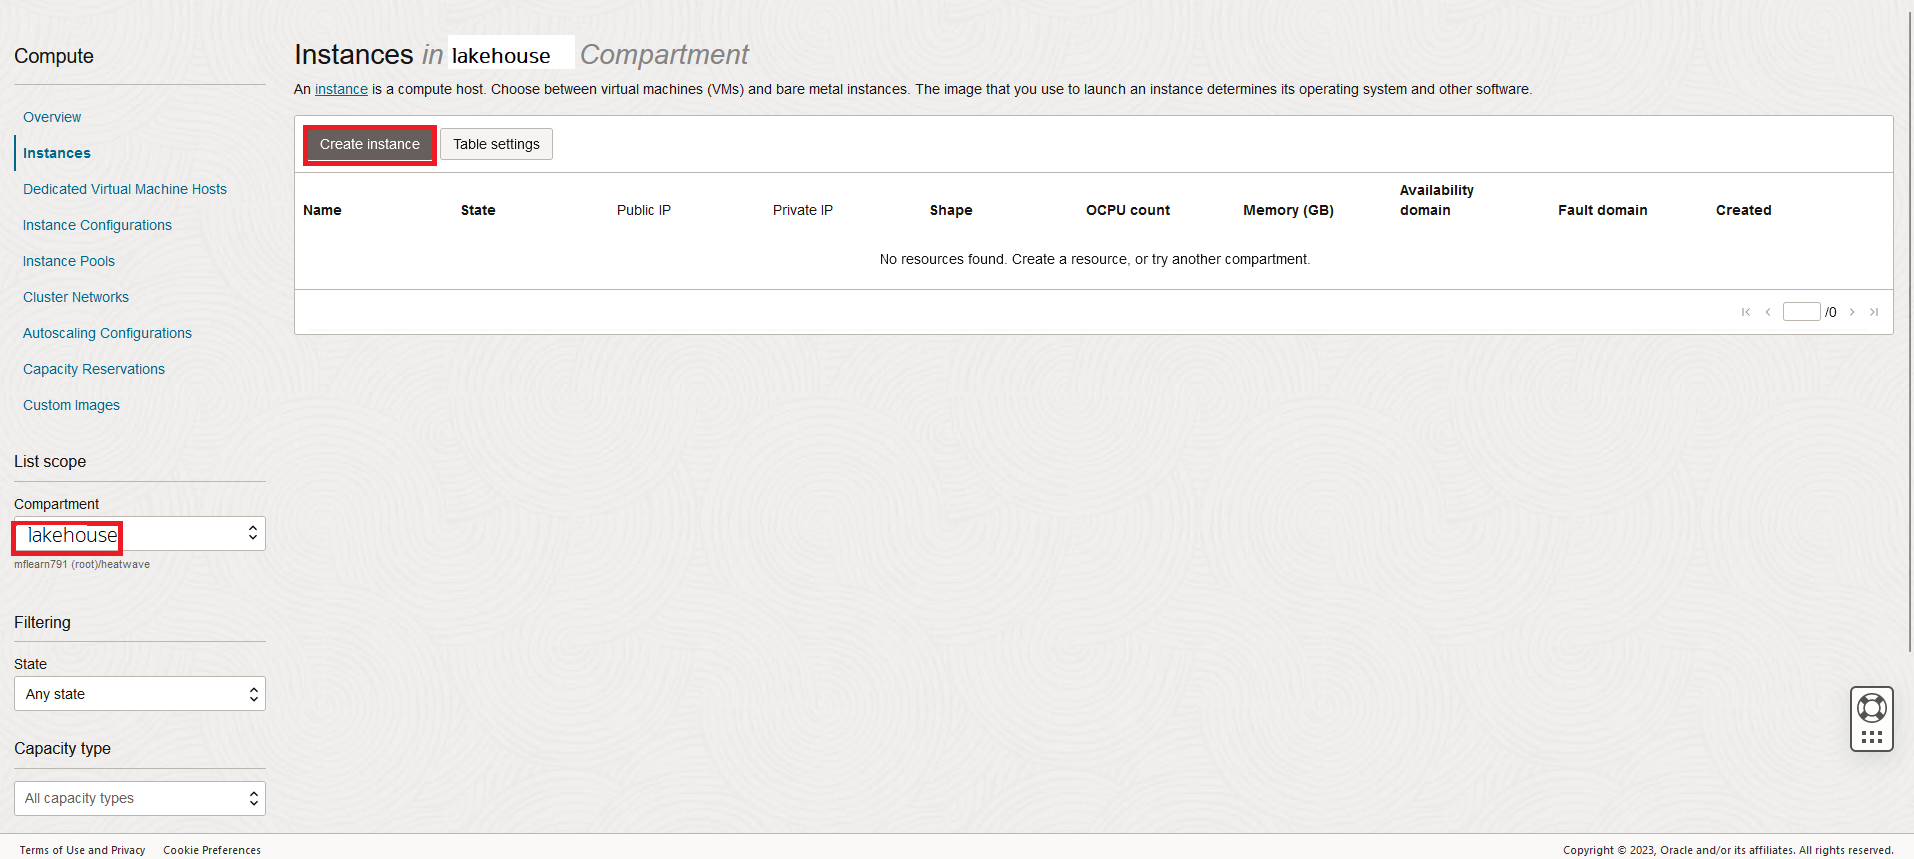 Compute
Overview
Instances
Dedicated Virtual Machine Hosts
Instance Configurations
Instance Pools
Cluster Networks
Autoscaling Configurations
Capacity Reservations
Custom Images
List scope
Compartment
lakehouse
mflearn791 (root)/heatwave
Filtering
State
Any state
Capacity type
All capacity types
Instances in lakehouse Compartment
An instance is a compute host. Choose between virtual machines (VMs) and bare metal instances. The image that you use to launch an instance determines its operating system and other software.
Create instance Table settings
Name State Public IP Private IP Shape OCPU count Memory (GB) Availability domain Fault domain Created
No resources found. Create a resource, or try another compartment.
/0
Terms of Use and Privacy Cookie Preferences
Copyright © 2023, Oracle and/or its affiliates. All rights reserved.